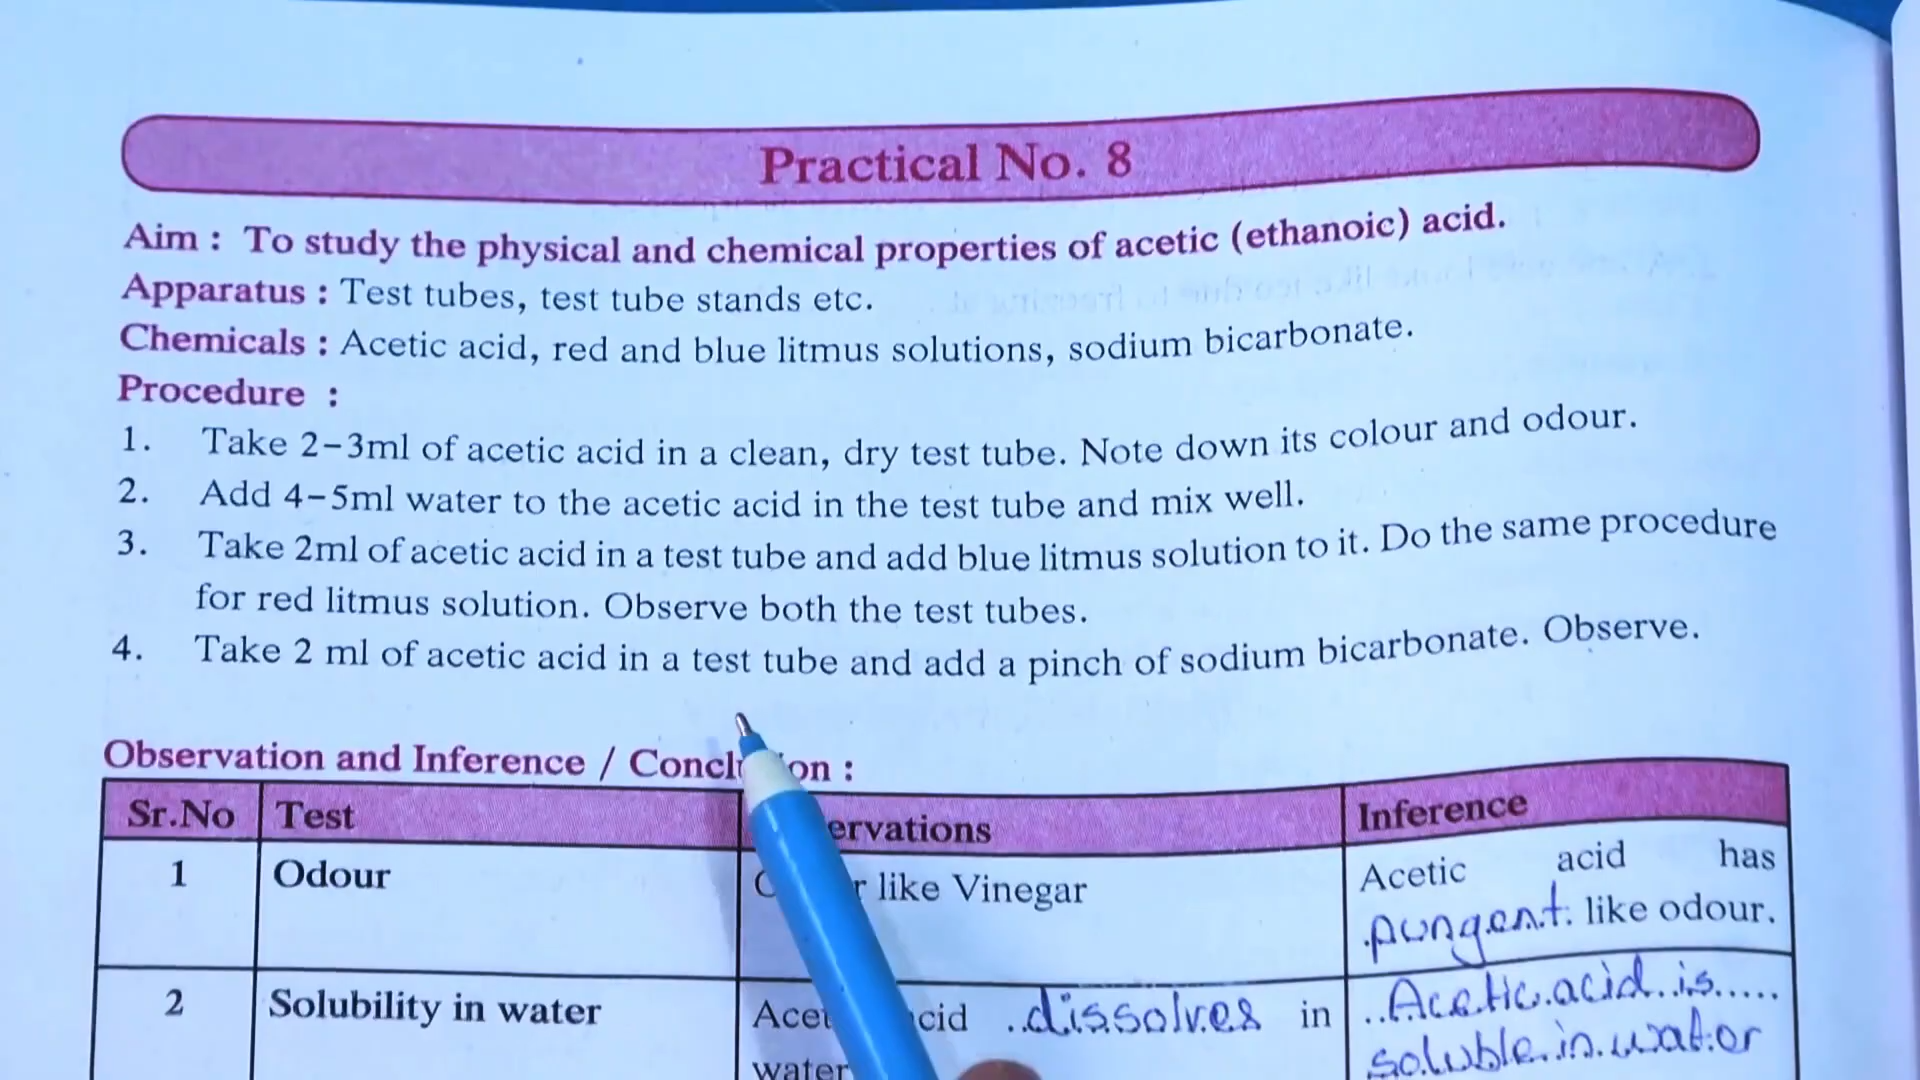 Practical No. 8
Aim : To study the physical and chemical properties of acetic (ethanoic) acid.
Apparatus : Test tubes, test tube stands etc.
Chemicals : Acetic acid, red and blue litmus solutions, sodium bicarbonate.
Procedure :
1. Take 2-3ml of acetic acid in a clean, dry test tube. Note down its colour and odour.
2. Add 4-5ml water to the acetic acid in the test tube and mix well.
3. Take 2ml of acetic acid in a test tube and add blue litmus solution to it. Do the same procedure
for red litmus solution. Observe both the test tubes.
4. Take 2 ml of acetic acid in a test tube and add a pinch of sodium bicarbonate. Observe.
Observation and Inference / :
Sr.No Test Inference
1 Odour like Vinegar Acetic acid has
pungent like odour.
2 Solubility in water dissolves in
water
Acetic acid is
soluble in water